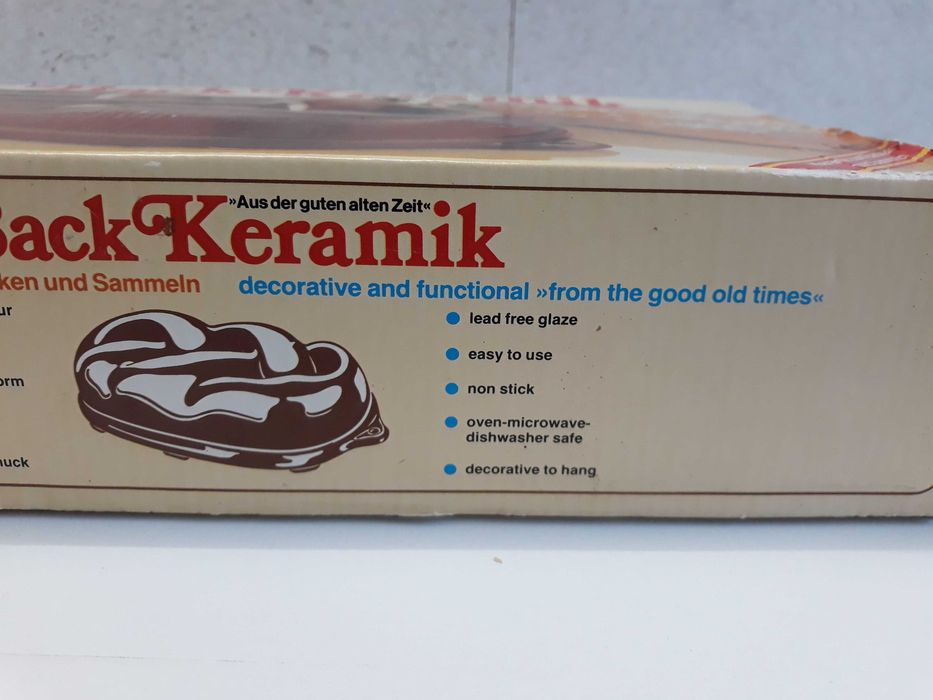 »Aus der guten alten Zeit«
Back Keramik
ken und Sammeln
decorative and functional »from the good old times«
ur
orm
uck
lead free glaze
easy to use
non stick
oven-microwave-
dishwasher safe
decorative to hang